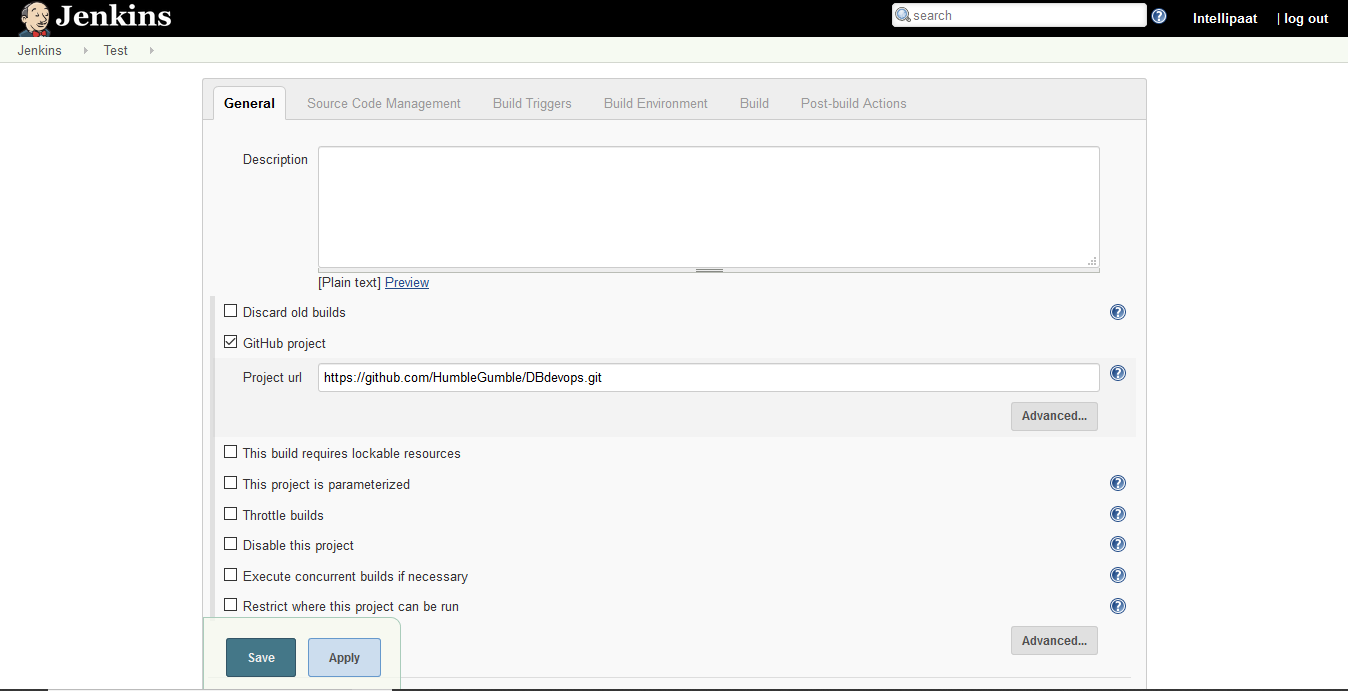 Jenkins
search
? Intellipaat | log out
Jenkins Test
General Source Code Management Build Triggers Build Environment Build Post-build Actions
Description
[Plain text] Preview
Discard old builds ?
GitHub project
Project url https://github.com/HumbleGumble/DBdevops.git ?
Advanced...
This build requires lockable resources
This project is parameterized ?
Throttle builds ?
Disable this project ?
Execute concurrent builds if necessary ?
Restrict where this project can be run ?
Advanced...
Save Apply